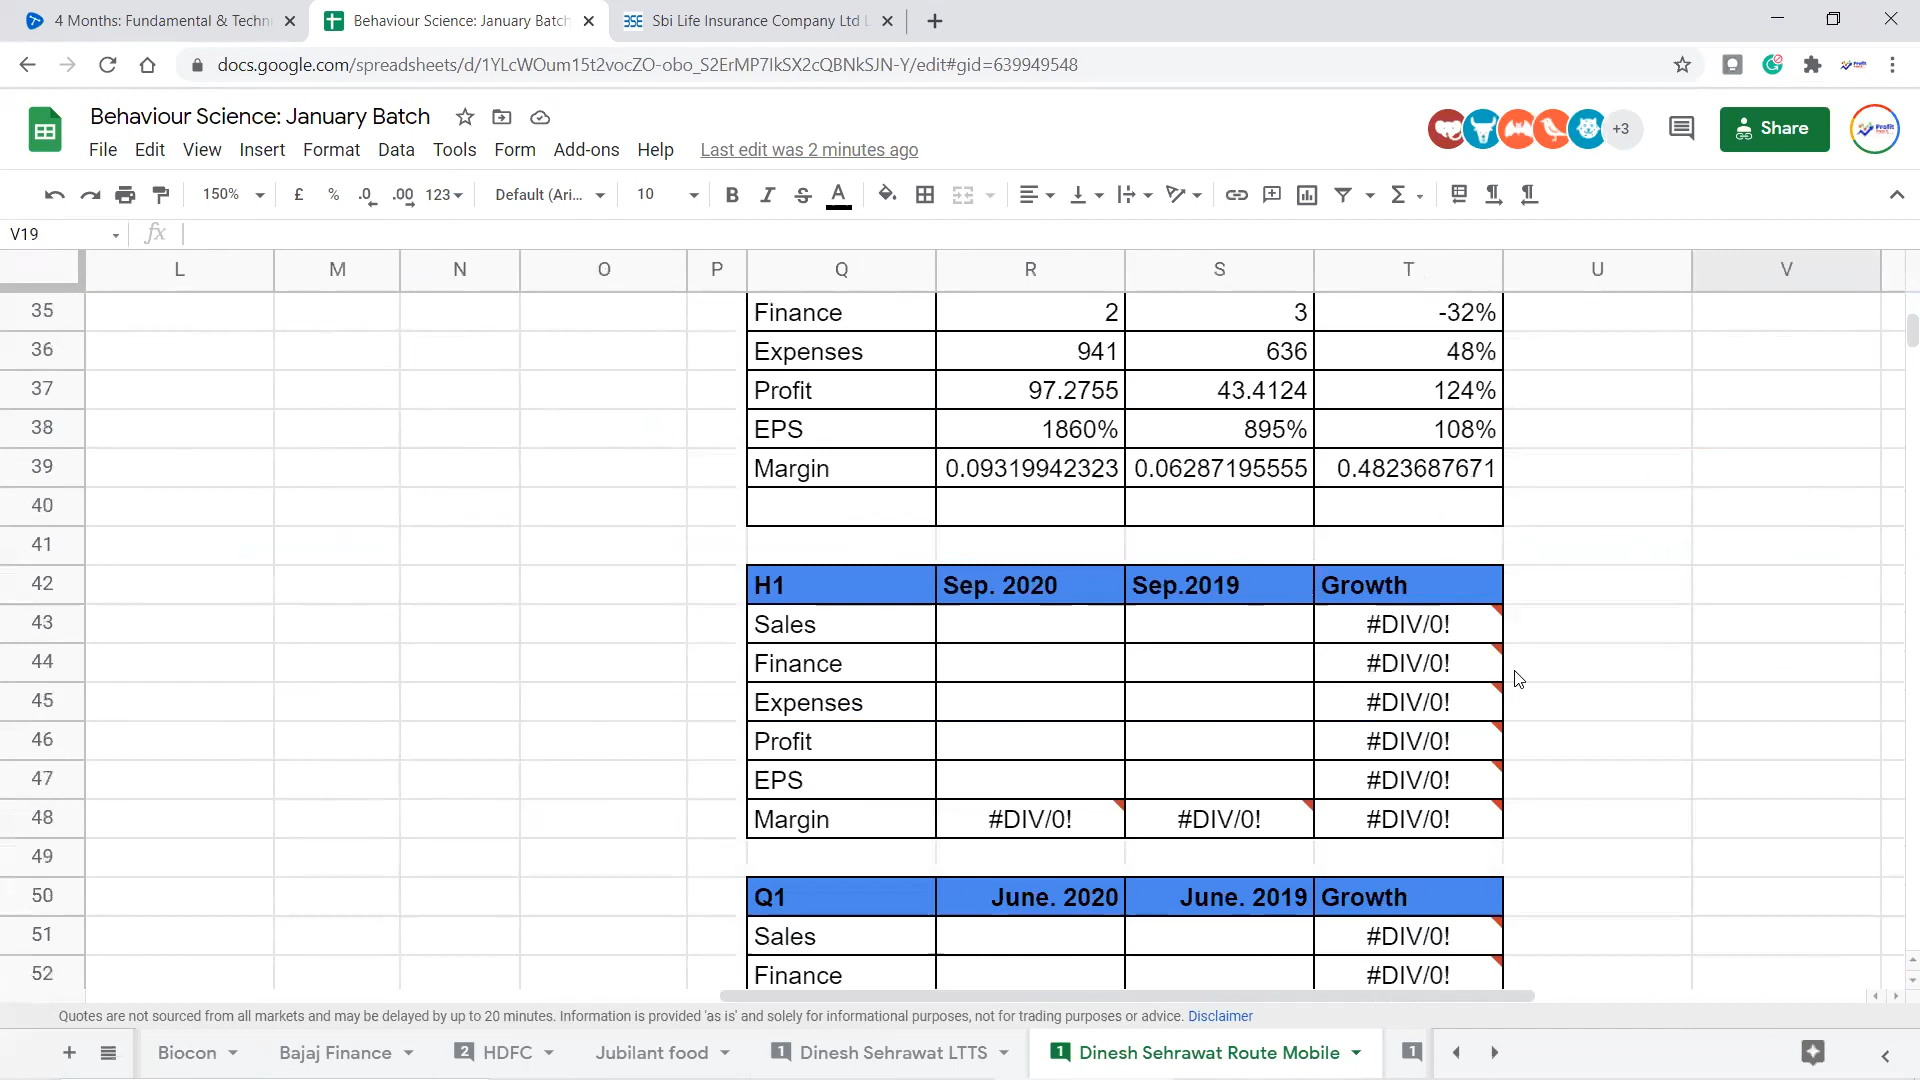 4 Months: Fundamental & Techn
Behaviour Science: January Batch
Sbi Life Insurance Company Ltd
docs.google.com/spreadsheets/d/1YLcWOum15t2vocZO-obo_S2ErMP7IkSX2cQBNkSJN-Y/edit#gid=639949548
Behaviour Science: January Batch
+3
Share
File Edit View Insert Format Data Tools Form Add-ons Help Last edit was 2 minutes ago
150% £ % .0 .00 123 Default (Ari... 10
V19 fx
L M N O P Q R S T U V
35 Finance 2 3 -32%
36 Expenses 941 636 48%
37 Profit 97.2755 43.4124 124%
38 EPS 1860% 895% 108%
39 Margin 0.09319942323 0.06287195555 0.4823687671
40
41
42 H1 Sep. 2020 Sep.2019 Growth
43 Sales #DIV/0!
44 Finance #DIV/0!
45 Expenses #DIV/0!
46 Profit #DIV/0!
47 EPS #DIV/0!
48 Margin #DIV/0! #DIV/0! #DIV/0!
49
50 Q1 June. 2020 June. 2019 Growth
51 Sales #DIV/0!
52 Finance #DIV/0!
Quotes are not sourced from all markets and may be delayed by up to 20 minutes. Information is provided 'as is' and solely for informational purposes, not for trading purposes or advice. Disclaimer
Biocon Bajaj Finance 2 HDFC Jubilant food 1 Dinesh Sehrawat LTTS 1 Dinesh Sehrawat Route Mobile 1